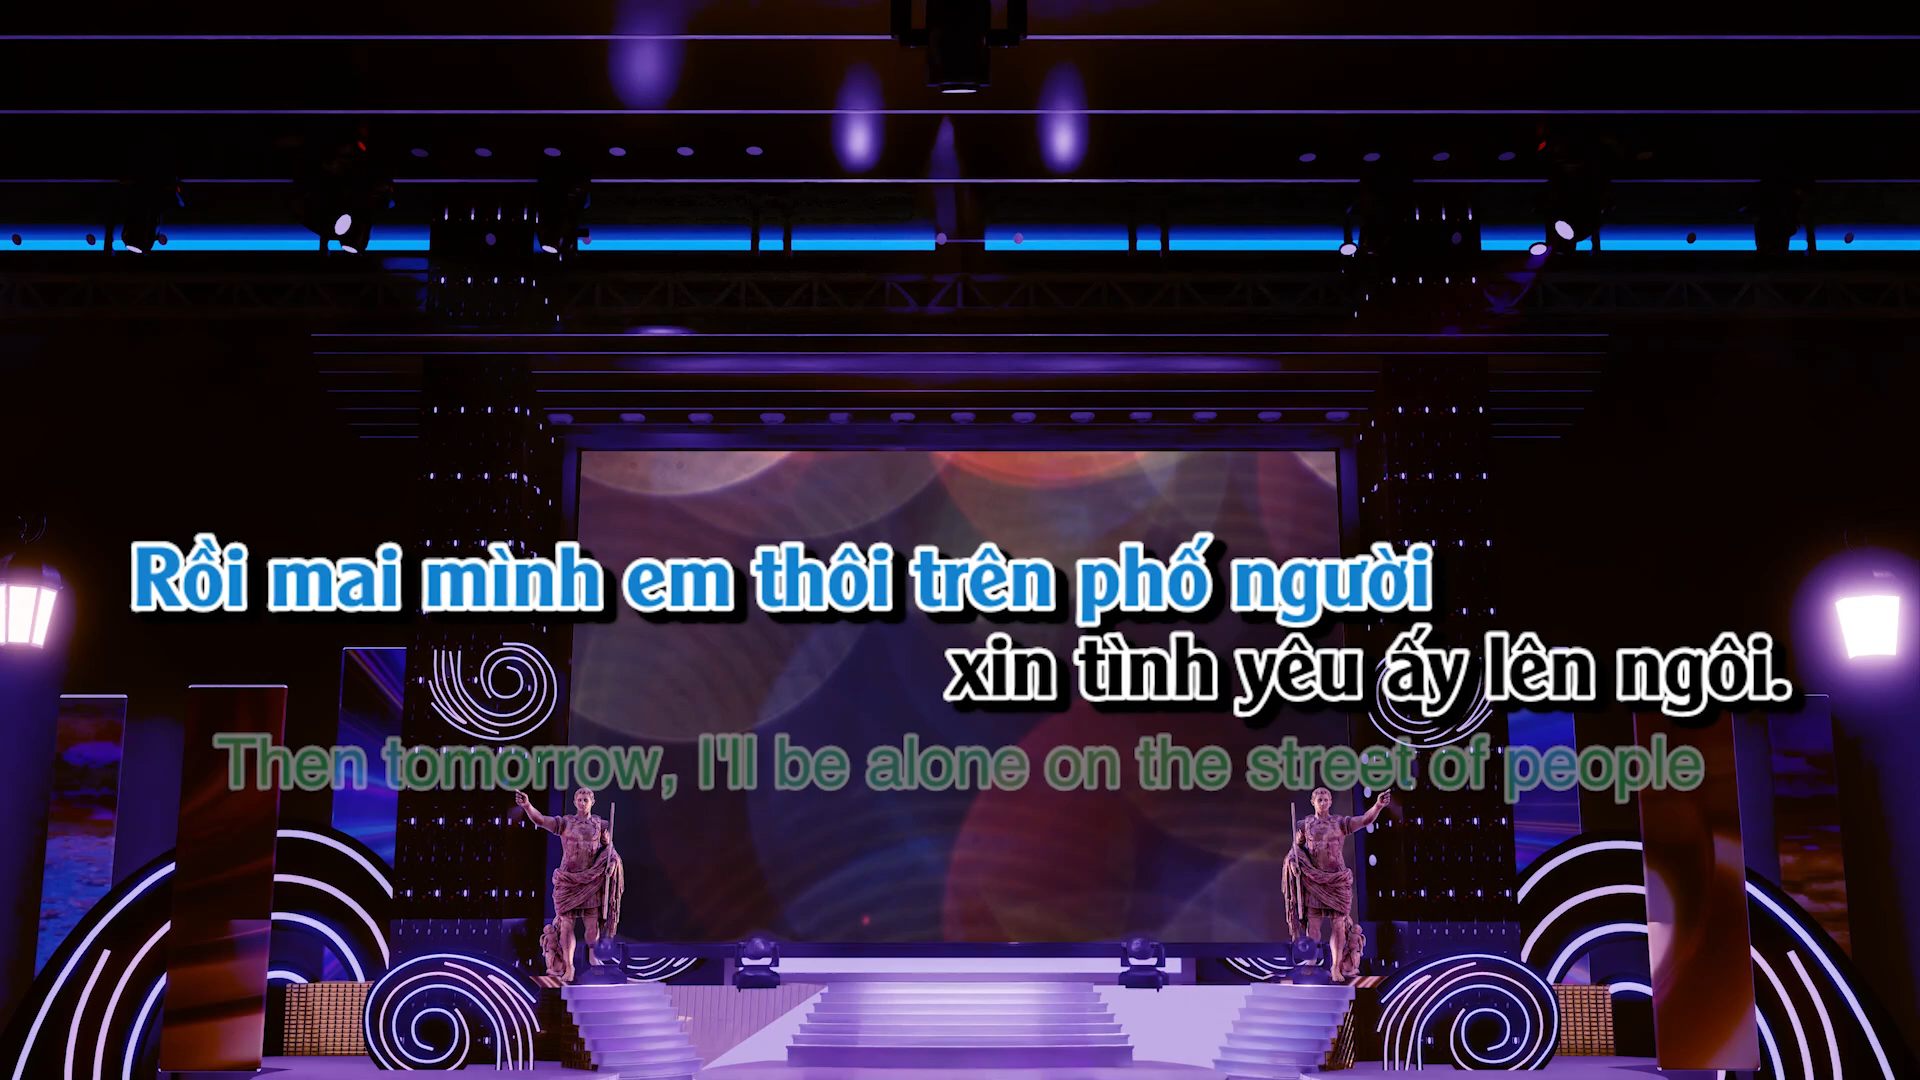 Rồi mai mình em thôi trên phố người
xin tình yêu ấy lên ngôi.
Then tomorrow, I'll be alone on the street of people